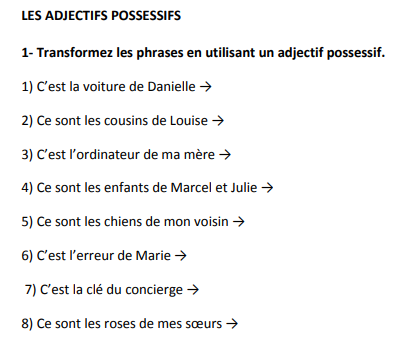 LES ADJECTIFS POSSESSIFS
1- Transformez les phrases en utilisant un adjectif possessif.
1) C’est la voiture de Danielle →
2) Ce sont les cousins de Louise →
3) C’est l’ordinateur de ma mère →
4) Ce sont les enfants de Marcel et Julie →
5) Ce sont les chiens de mon voisin →
6) C’est l’erreur de Marie →
7) C’est la clé du concierge →
8) Ce sont les roses de mes sœurs →